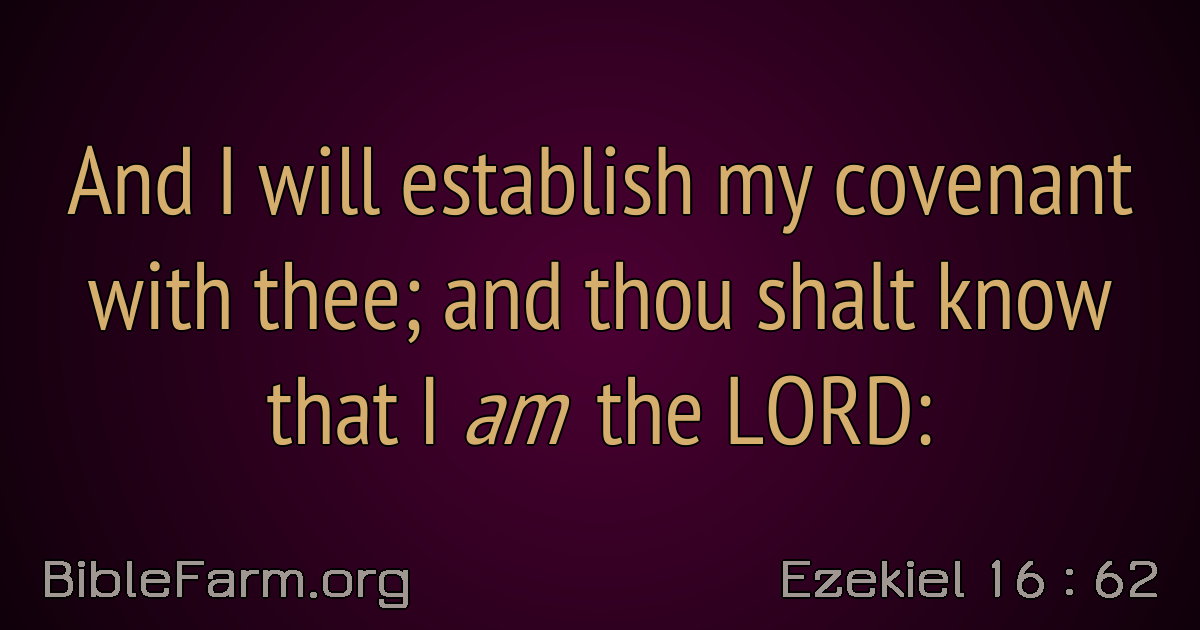 And I will establish my covenant
with thee; and thou shalt know
that I am the LORD:
BibleFarm.org
Ezekiel 16 : 62